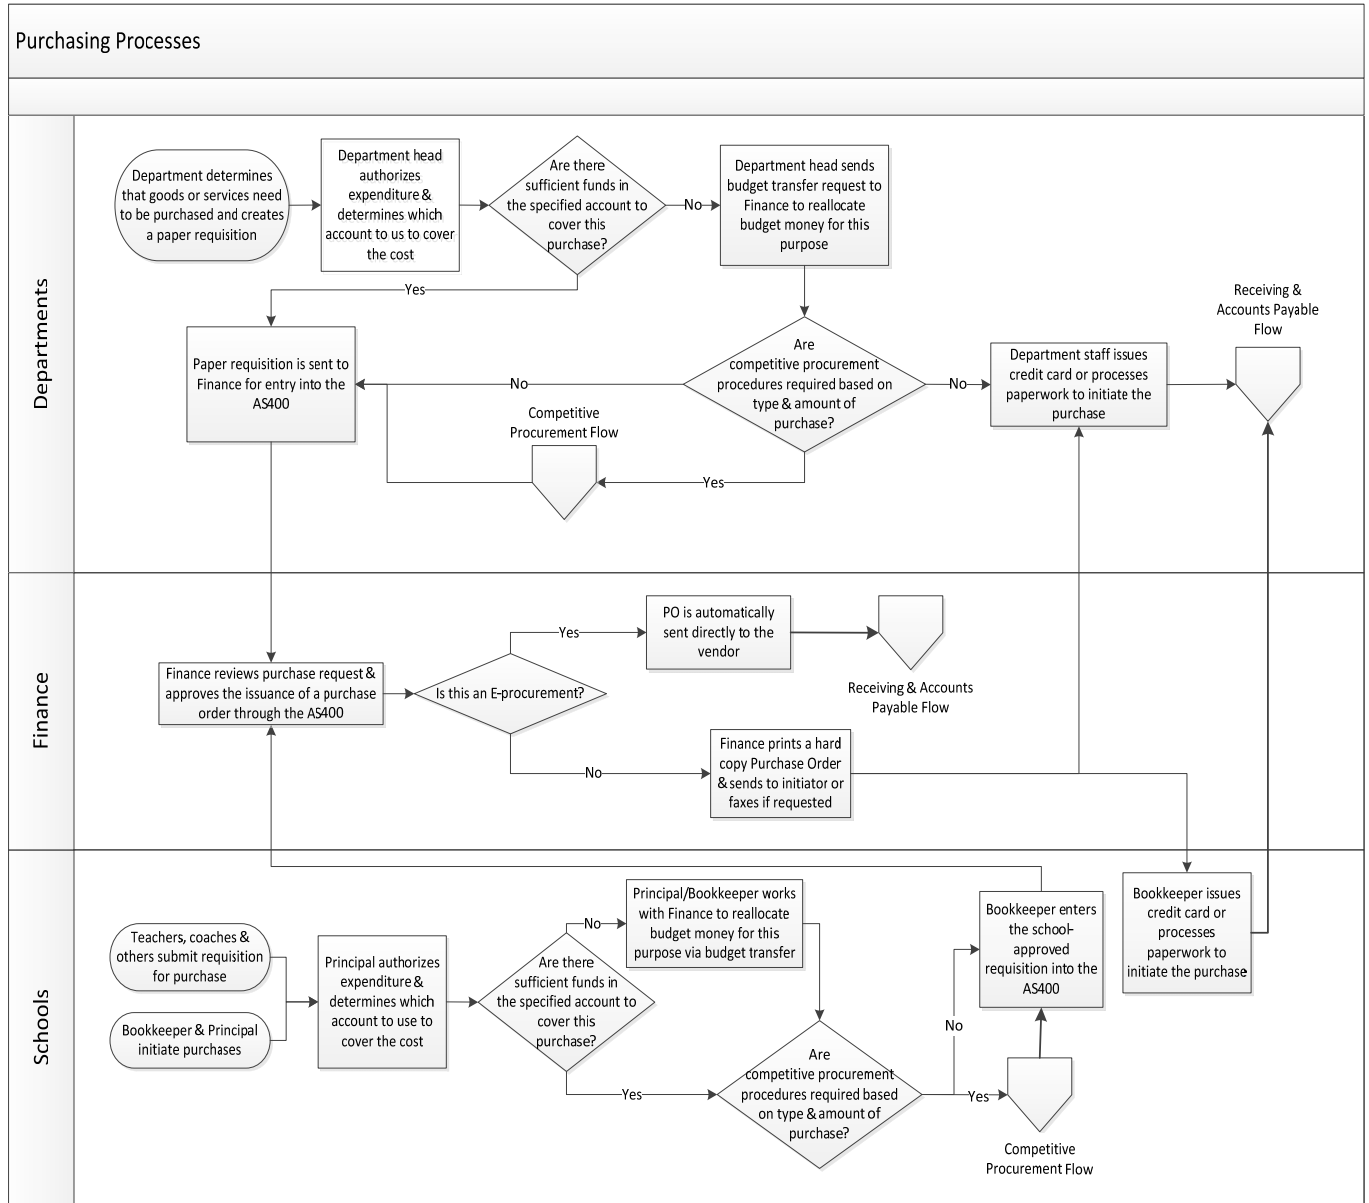 Purchasing Processes
Departments
Department determines
that goods or services need
to be purchased and creates
a paper requisition
Department head
authorizes
expenditure &
determines which
account to us to cover
the cost
Are there
sufficient funds in
the specified account to
cover this
purchase?
No
Department head sends
budget transfer request to
Finance to reallocate
budget money for this
purpose
Yes
Paper requisition is sent to
Finance for entry into the
AS400
No
Are
competitive procurement
procedures required based on
type & amount of
purchase?
No
Department staff issues
credit card or processes
paperwork to initiate the
purchase
Receiving &
Accounts Payable
Flow
Competitive
Procurement Flow
Yes
Finance
Finance reviews purchase request &
approves the issuance of a purchase
order through the AS400
Is this an E-procurement?
Yes
PO is automatically
sent directly to the
vendor
Receiving & Accounts
Payable Flow
No
Finance prints a hard
copy Purchase Order
& sends to initiator or
faxes if requested
Schools
Teachers, coaches &
others submit requisition
for purchase
Bookkeeper & Principal
initiate purchases
Principal authorizes
expenditure &
determines which
account to use to
cover the cost
Are there
sufficient funds in
the specified account to
cover this
purchase?
No
Principal/Bookkeeper works
with Finance to reallocate
budget money for this
purpose via budget transfer
Yes
Are
competitive procurement
procedures required based
on type & amount of
purchase?
No
Yes
Bookkeeper enters
the school-
approved
requisition into the
AS400
Competitive
Procurement Flow
Bookkeeper issues
credit card or
processes
paperwork to
initiate the purchase